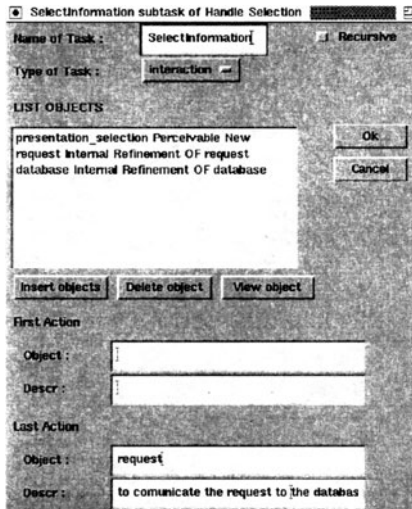 SelectInformation subtask of Handle Selection
Name of Task : SelectInformation Recursive
Type of Task : interaction
LIST OBJECTS
presentation_selection Perceivable New
request Internal Refinement OF request
database Internal Refinement OF database
Ok
Cancel
Insert objects Delete object View object
First Action
Object :
Descr :
Last Action
Object : request
Descr : to comunicate the request to the databas